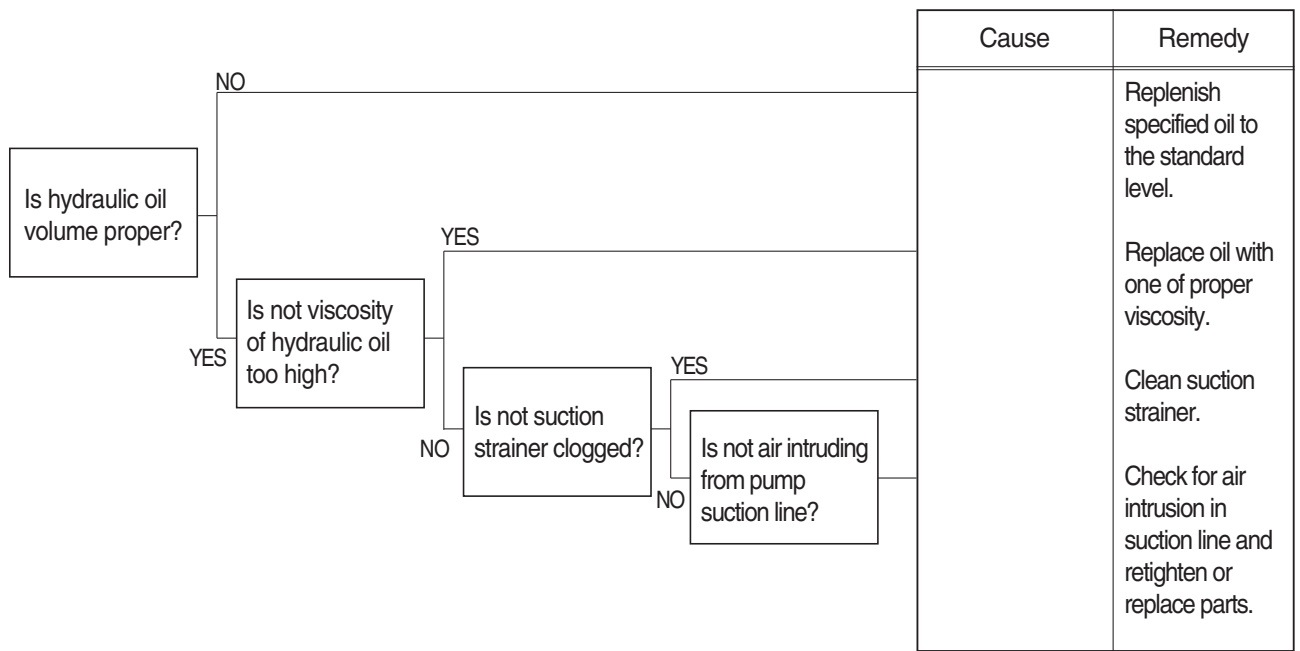 Cause
Remedy
NO
Replenish
specified oil to
the standard
level.
Is hydraulic oil
volume proper?
YES
Replace oil with
one of proper
viscosity.
YES
Is not viscosity
of hydraulic oil
too high?
YES
Clean suction
strainer.
NO
Is not suction
strainer clogged?
NO
Is not air intruding
from pump
suction line?
Check for air
intrusion in
suction line and
retighten or
replace parts.